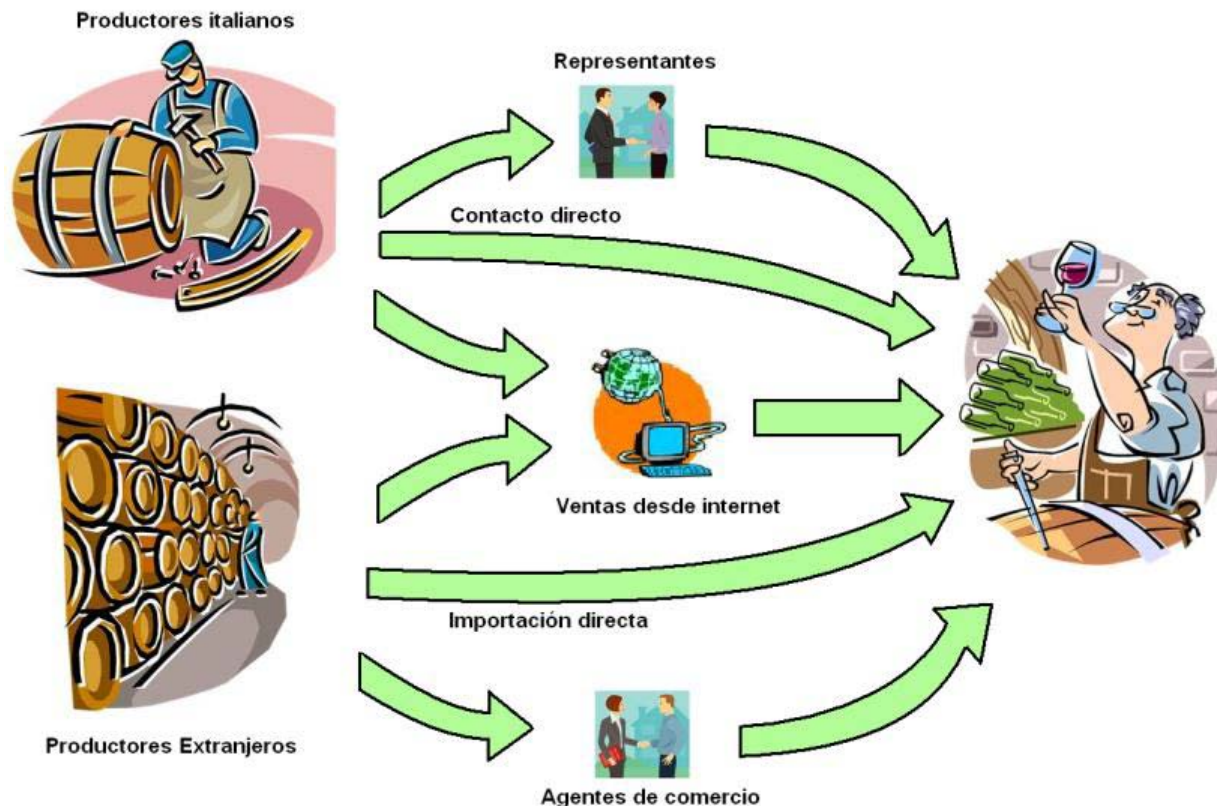 Productores italianos
Representantes
Contacto directo
Ventas desde internet
Importación directa
Productores Extranjeros
Agentes de comercio